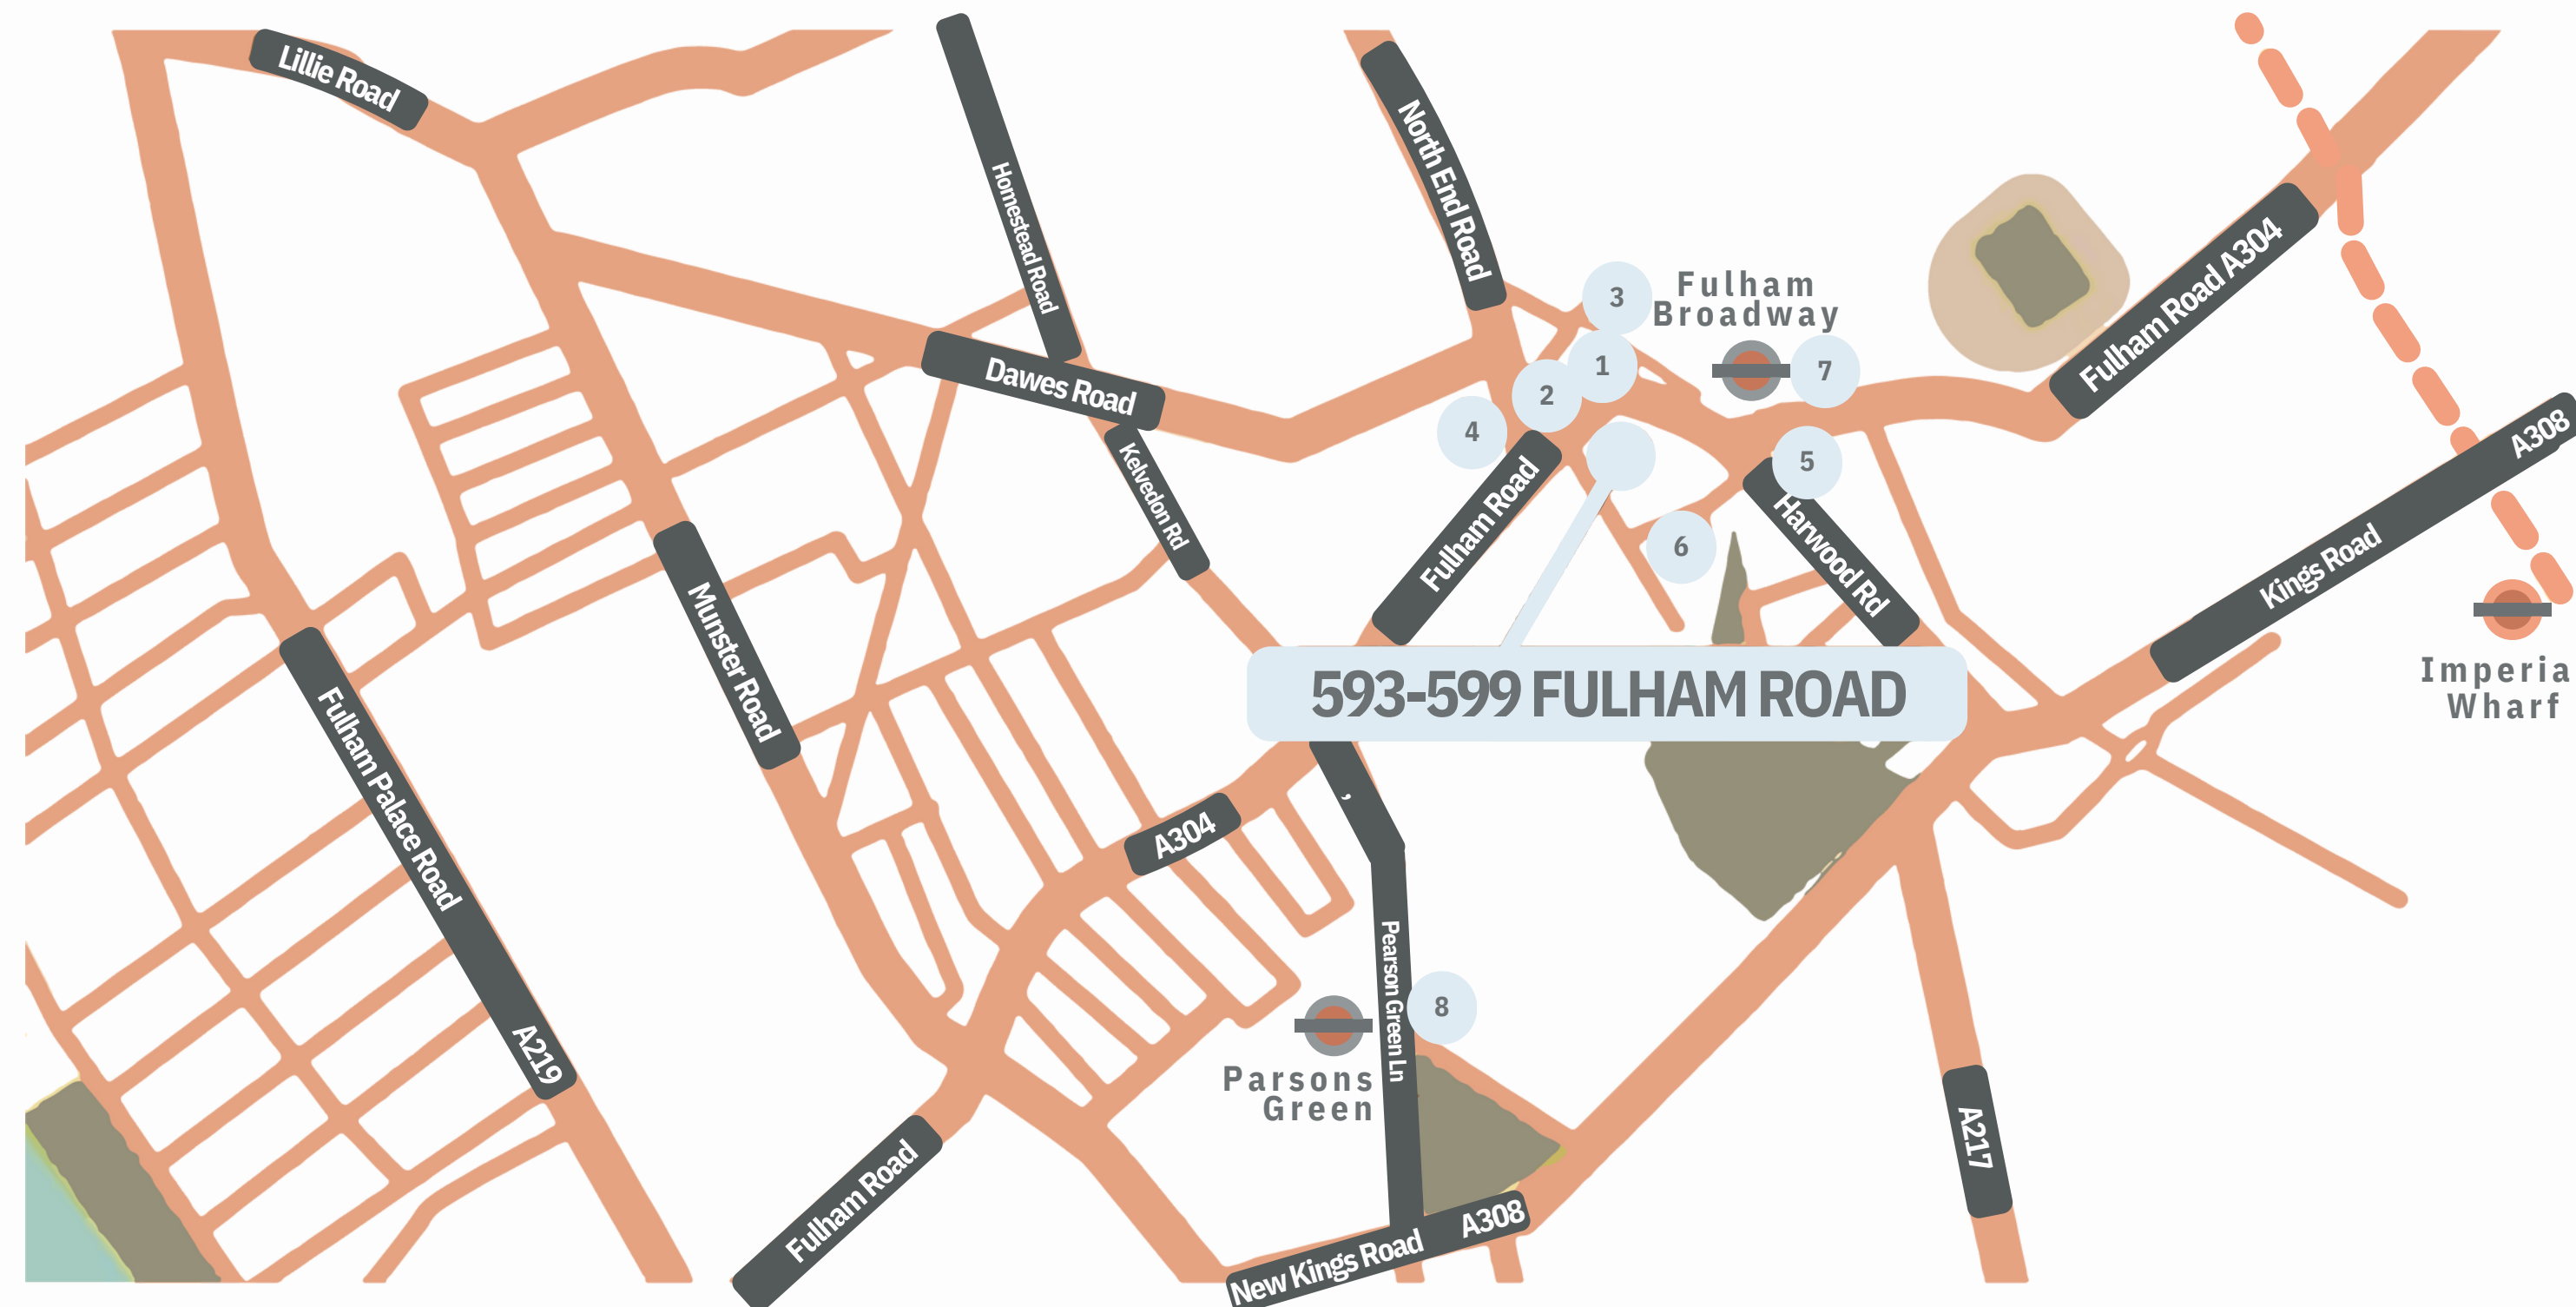 Lillie Road
Homestead Road
North End Road
3
Fulham
Broadway
1
7
2
4
5
6
Fulham Road A304
Dawes Road
Kelvedon Rd
Fulham Road
Harwood Rd
A308
Kings Road
Imperia
Wharf
Munster Road
593-599 FULHAM ROAD
,
Fulham Palace Road
A219
A304
Pearson Green Ln
8
Parsons
Green
A217
Fulham Road
New Kings Road
A308